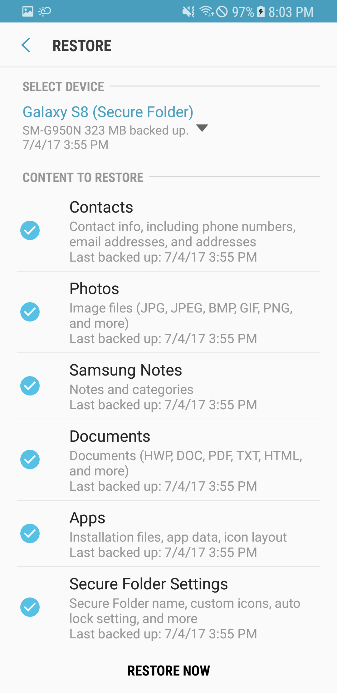 97% 8:03 PM
RESTORE
SELECT DEVICE
Galaxy S8 (Secure Folder)
SM-G950N 323 MB backed up.
7/4/17 3:55 PM
CONTENT TO RESTORE
Contacts
Contact info, including phone numbers,
email addresses, and addresses
Last backed up: 7/4/17 3:55 PM
Photos
Image files (JPG, JPEG, BMP, GIF, PNG,
and more)
Last backed up: 7/4/17 3:55 PM
Samsung Notes
Notes and categories
Last backed up: 7/4/17 3:55 PM
Documents
Documents (HWP, DOC, PDF, TXT, HTML,
and more)
Last backed up: 7/4/17 3:55 PM
Apps
Installation files, app data, icon layout
Last backed up: 7/4/17 3:55 PM
Secure Folder Settings
Secure Folder name, custom icons, auto
lock setting, and more
Last backed up: 7/4/17 3:55 PM
RESTORE NOW